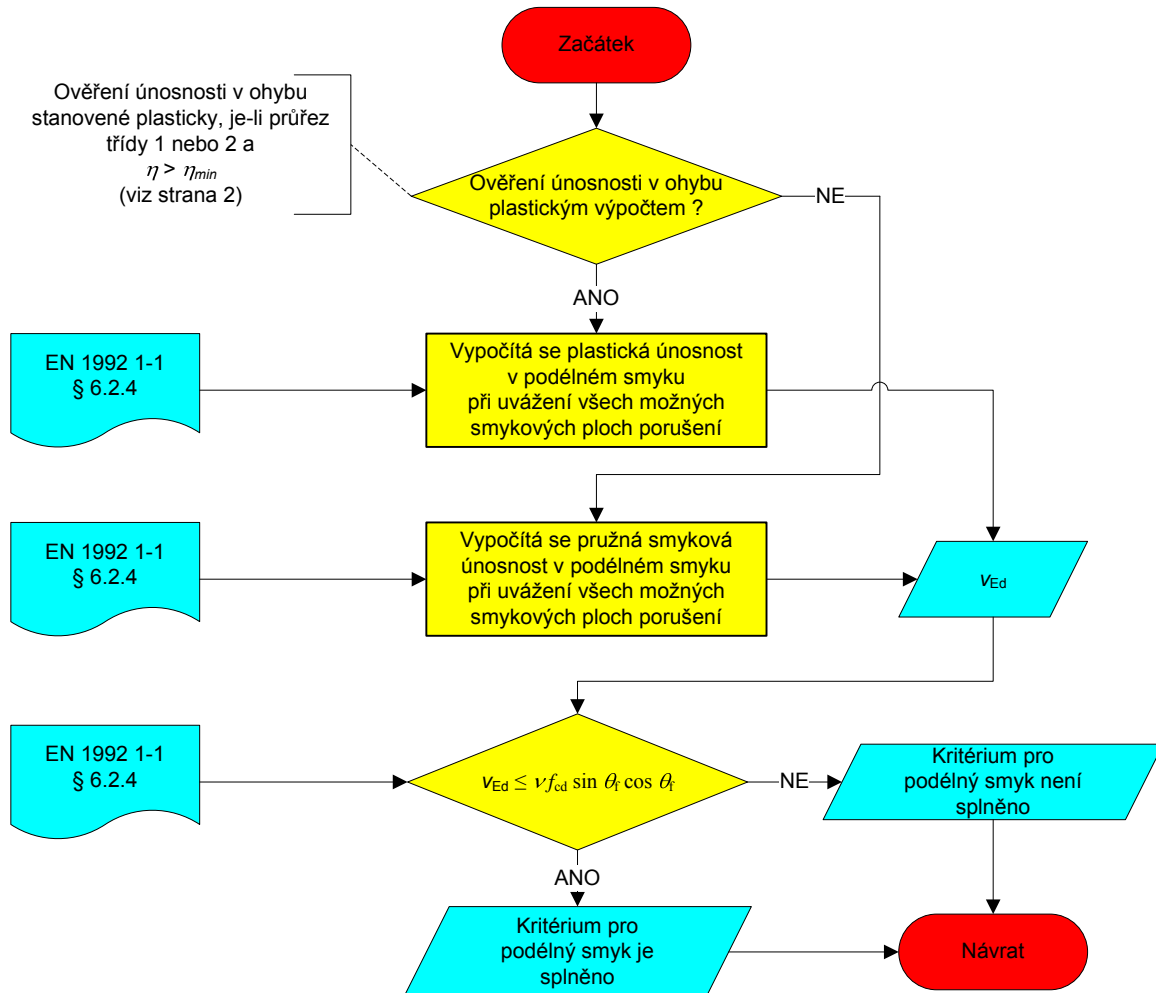 Začátek
Ověření únosnosti v ohybu
stanovené plasticky, je-li průřez
třídy 1 nebo 2 a
η > ηmin
(viz strana 2)
Ověření únosnosti v ohybu
plastickým výpočtem ?
NE
ANO
EN 1992 1-1
§ 6.2.4
Vypočítá se plastická únosnost
v podélném smyku
při uvážení všech možných
smykových ploch porušení
EN 1992 1-1
§ 6.2.4
Vypočítá se pružná smyková
únosnost v podélném smyku
při uvážení všech možných
smykových ploch porušení
vEd
EN 1992 1-1
§ 6.2.4
vEd ≤ νfcd sin θf cos θf
NE
Kritérium pro
podélný smyk není
splněno
ANO
Kritérium pro
podélný smyk je
splněno
Návrat